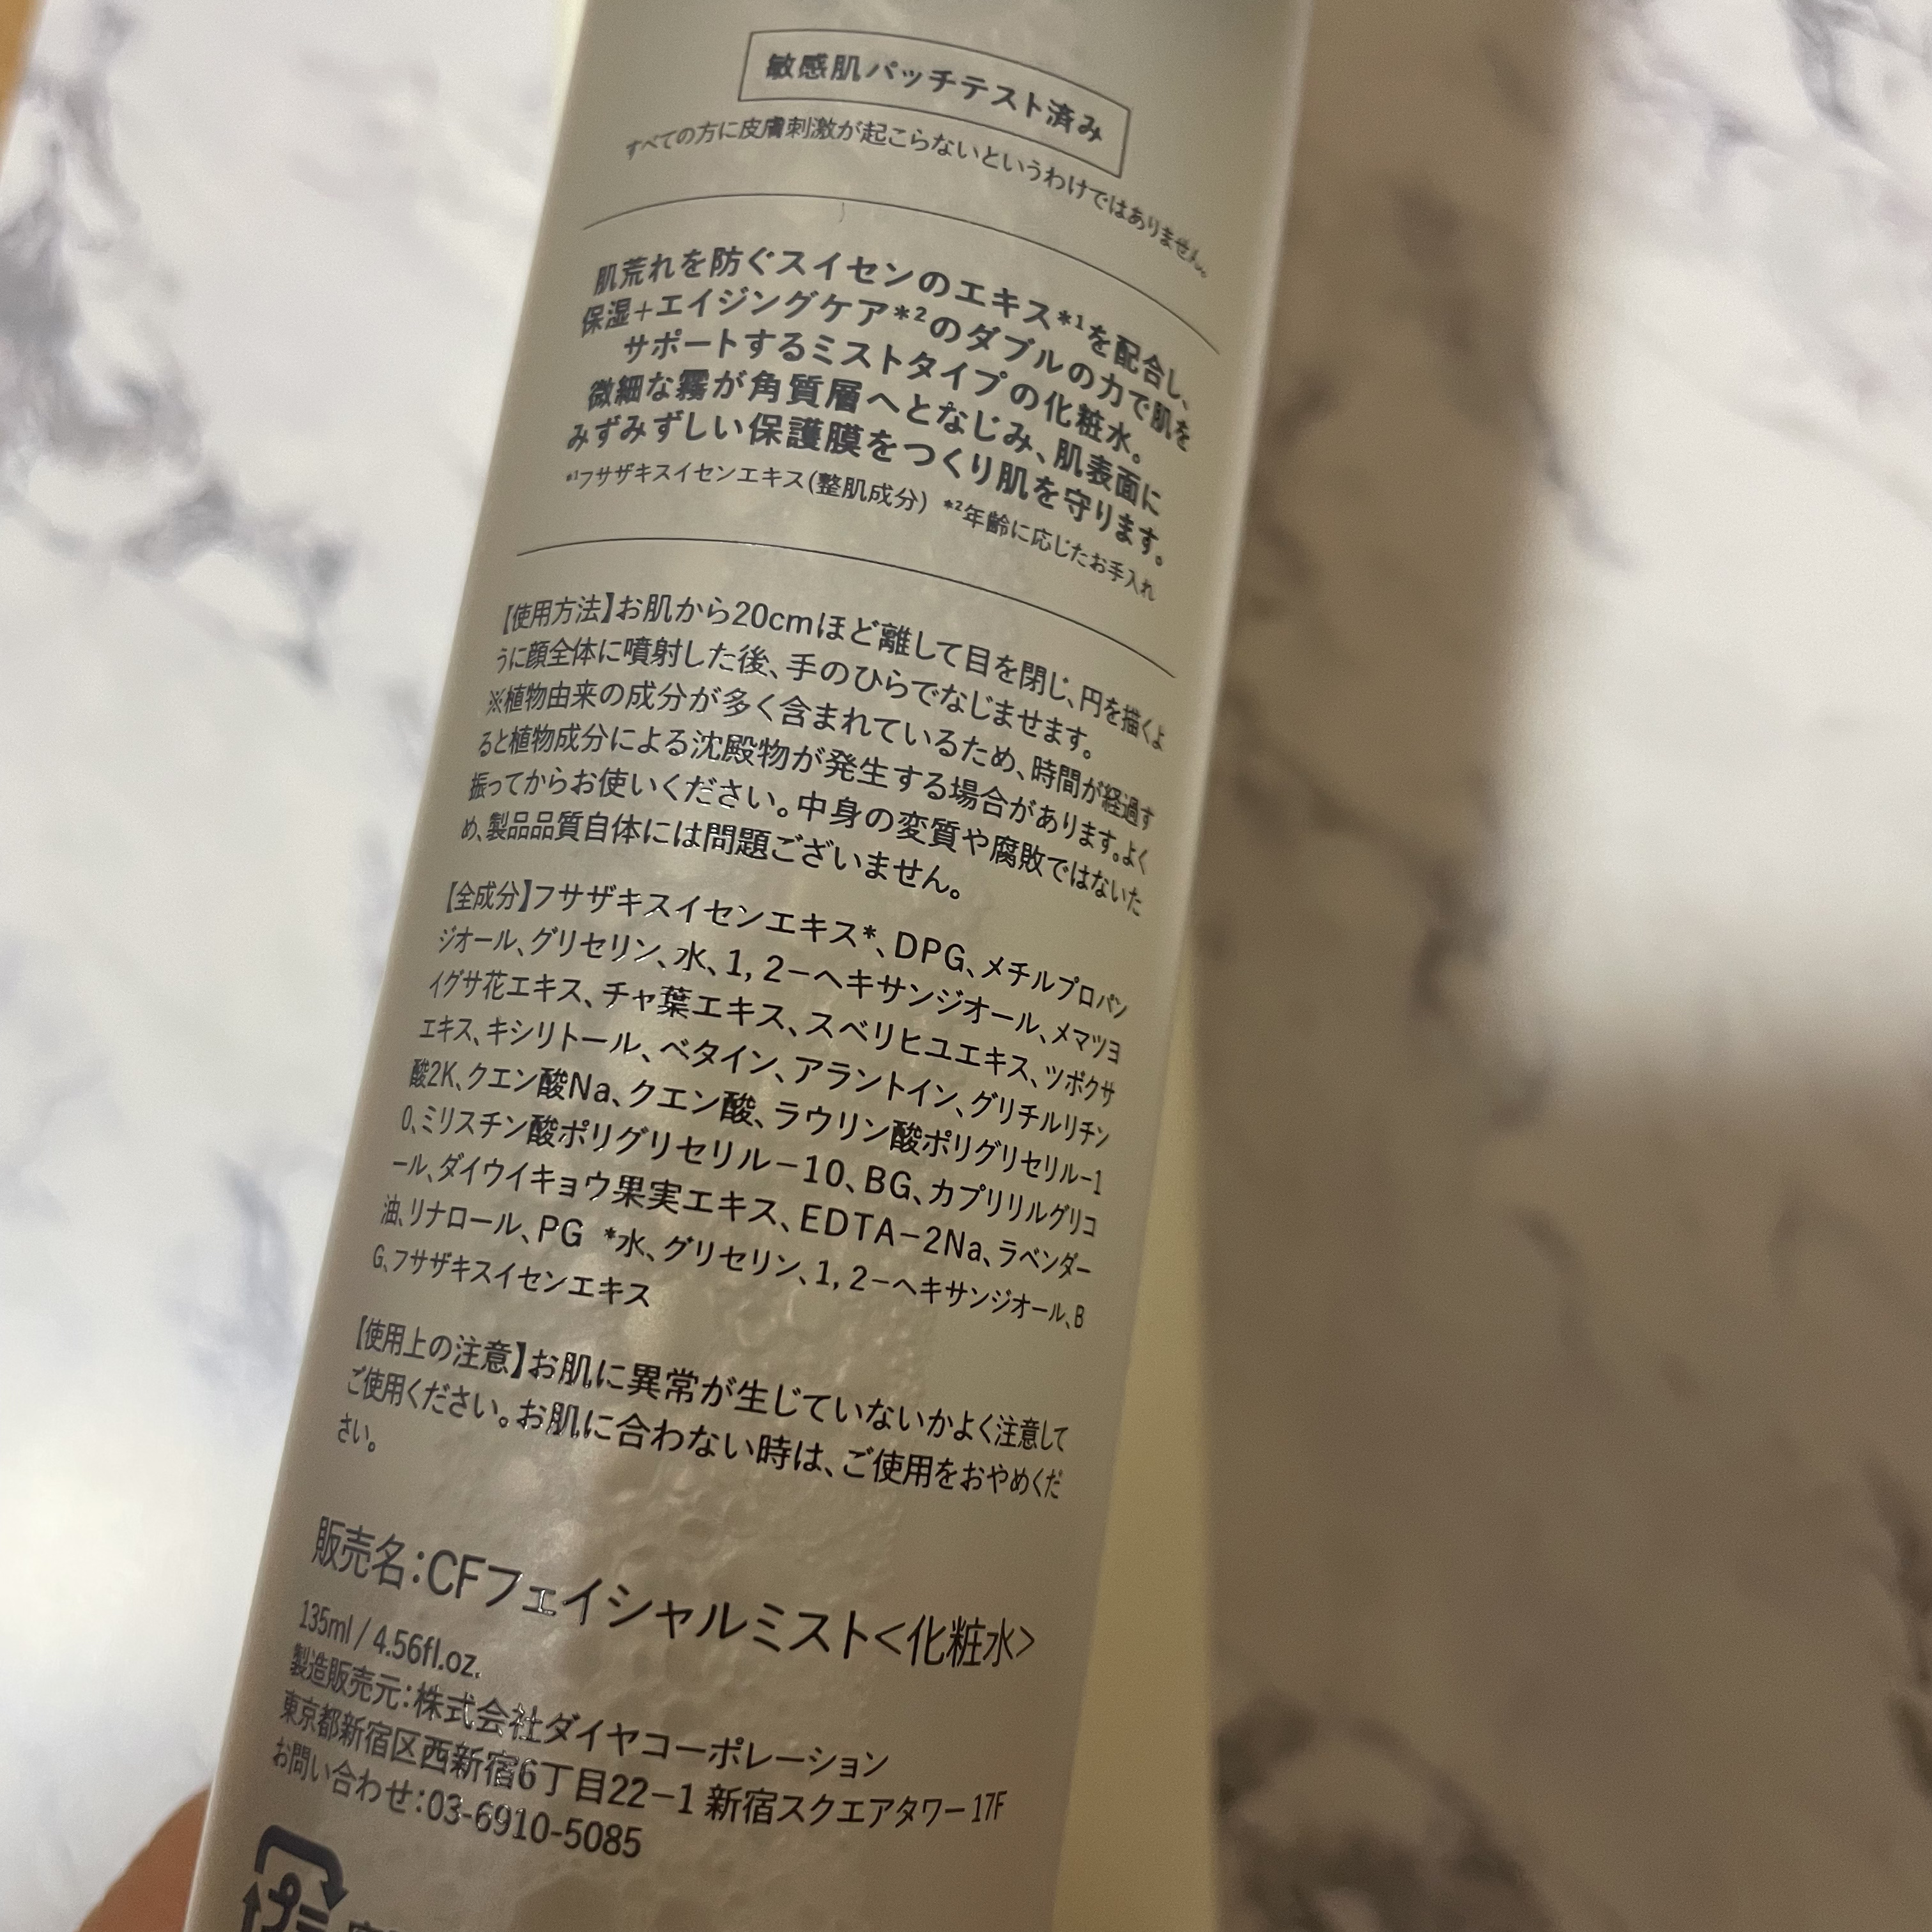 敏感肌パッチテスト済み
すべての方に皮膚刺激が起こらないというわけではありません。
肌荒れを防ぐスイセンのエキス*1を配合し、
保湿+エイジングケア*2のダブルの力で肌を
サポートするミストタイプの化粧水。
微細な霧が角質層へとなじみ、肌表面に
みずみずしい保護膜をつくり肌を守ります。
*1フサザキスイセンエキス(整肌成分) *2年齢に応じたお手入れ
【使用方法】お肌から20cmほど離して目を閉じ、円を描くよ
うに顔全体に噴射した後、手のひらでなじませます。
※植物由来の成分が多く含まれているため、時間が経過す
ると植物成分による沈殿物が発生する場合があります。よく
振ってからお使いください。中身の変質や腐敗ではないた
め、製品品質自体には問題ございません。
【全成分】フサザキスイセンエキス*、DPG、メチルプロパン
ジオール、グリセリン、水、1, 2-ヘキサンジオール、メマツヨ
イグサ花エキス、チャ葉エキス、スベリヒユエキス、ツボクサ
エキス、キシリトール、ベタイン、アラントイン、グリチルリチン
酸2K、クエン酸Na、クエン酸、ラウリン酸ポリグリセリル-1
0、ミリスチン酸ポリグリセリル-10、BG、カプリリルグリコ
ール、ダイウイキョウ果実エキス、EDTA-2Na、ラベンダー
油、リナロール、PG *水、グリセリン、1, 2-ヘキサンジオール、B
G、フサザキスイセンエキス
【使用上の注意】お肌に異常が生じていないかよく注意して
ご使用ください。お肌に合わない時は、ご使用をおやめくだ
さい。
販売名:CFフェイシャルミスト<化粧水>
135ml / 4.56fl.oz.
製造販売元:株式会社ダイヤコーポレーション
東京都新宿区西新宿6丁目22-1 新宿スクエアタワー 17F
お問い合わせ:03-6910-5085
プラ